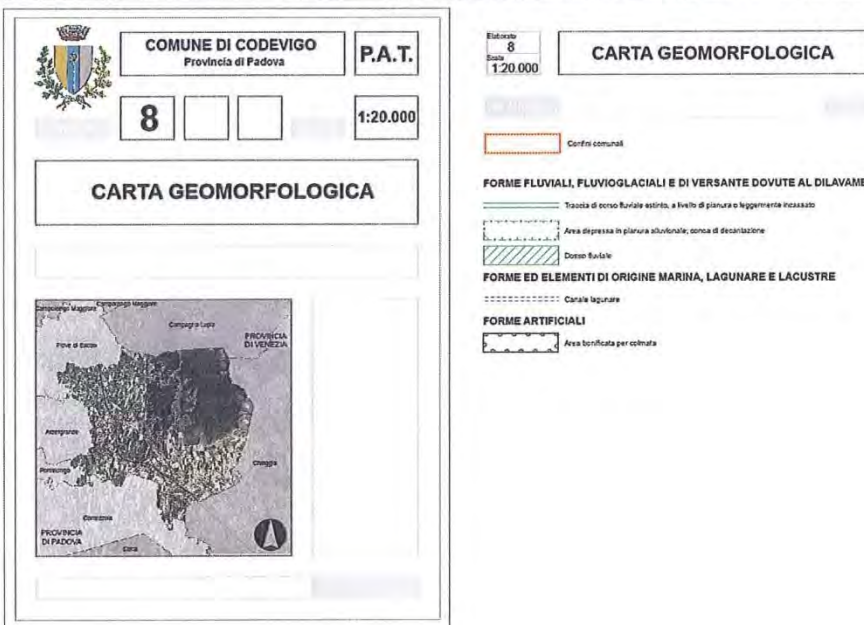 COMUNE DI CODEVIGO
Provincia di Padova
P.A.T.
8
1:20.000
CARTA GEOMORFOLOGICA
Campolongo Maggiore
Campagna Lupia
Piove di Sacco
PROVINCIA
DI VENEZIA
Arzergrande
Pontelongo
Chioggia
Correzzola
PROVINCIA
DI PADOVA
Cona
Elaborato
8
Scala
1:20.000
CARTA GEOMORFOLOGICA
Confini comunali
FORME FLUVIALI, FLUVIOGLACIALI E DI VERSANTE DOVUTE AL DILAVAME
Traccia di corso fluviale estinto, a livello di pianura o leggermente incassato
Area depressa in pianura alluvionale, conca di decantazione
Dosso fluviale
FORME ED ELEMENTI DI ORIGINE MARINA, LAGUNARE E LACUSTRE
Canale lagunare
FORME ARTIFICIALI
Area bonificata per colmata